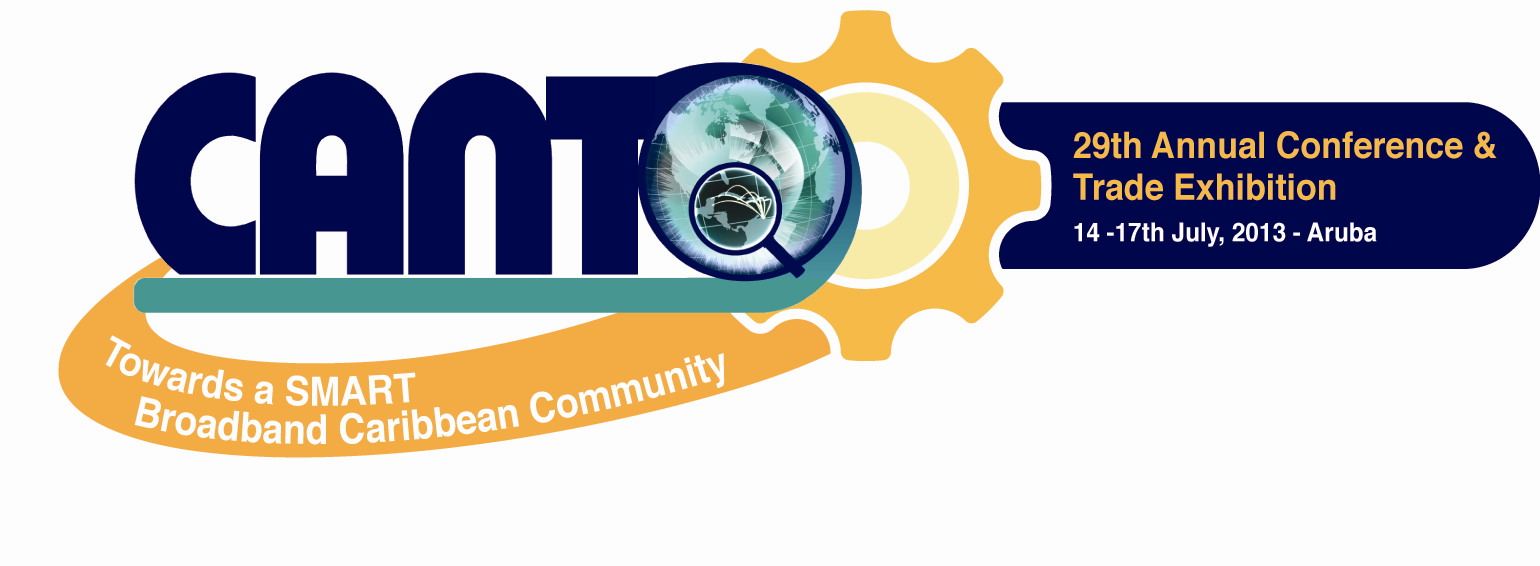 CANTO
29th Annual Conference &
Trade Exhibition
14 -17th July, 2013 - Aruba
Towards a SMART
Broadband Caribbean Community